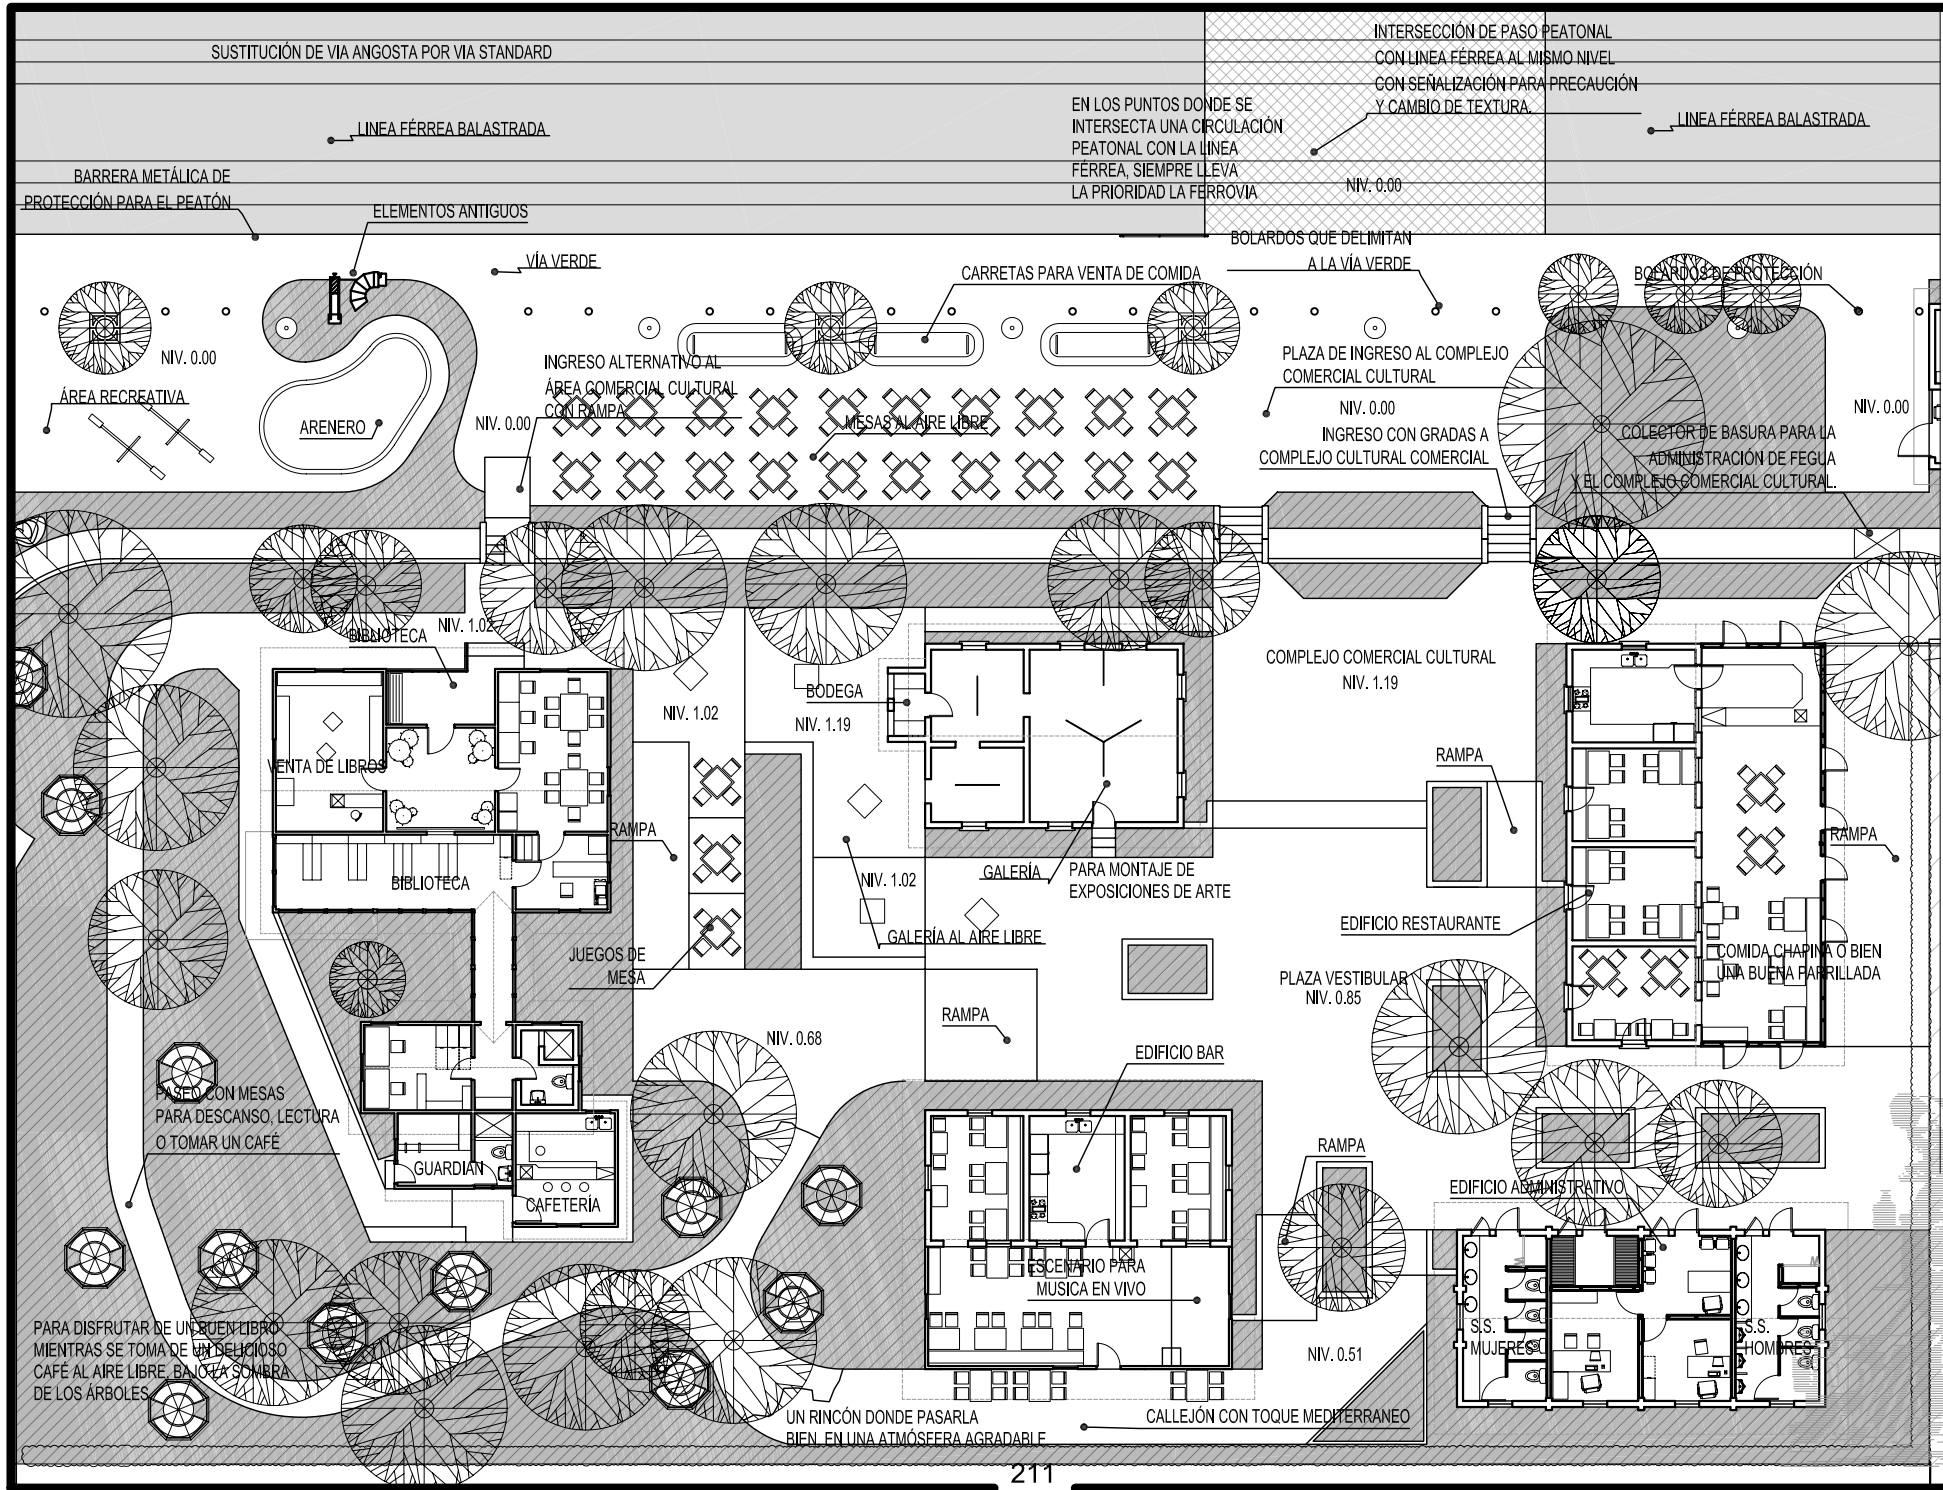 SUSTITUCIÓN DE VIA ANGOSTA POR VIA STANDARD
INTERSECCIÓN DE PASO PEATONAL
CON LINEA FÉRREA AL MISMO NIVEL
CON SEÑALIZACIÓN PARA PRECAUCIÓN
Y CAMBIO DE TEXTURA.
EN LOS PUNTOS DONDE SE
INTERSECTA UNA CIRCULACIÓN
PEATONAL CON LA LINEA
FÉRREA, SIEMPRE LLEVA
LA PRIORIDAD LA FERROVIA
LINEA FÉRREA BALASTRADA
LINEA FÉRREA BALASTRADA
NIV. 0.00
BARRERA METÁLICA DE
PROTECCIÓN PARA EL PEATÓN
ELEMENTOS ANTIGUOS
VÍA VERDE
CARRETAS PARA VENTA DE COMIDA
BOLARDOS QUE DELIMITAN
A LA VÍA VERDE
BOLARDOS DE PROTECCIÓN
NIV. 0.00
INGRESO ALTERNATIVO AL
ÁREA COMERCIAL CULTURAL
CON RAMPA
PLAZA DE INGRESO AL COMPLEJO
COMERCIAL CULTURAL
NIV. 0.00
ÁREA RECREATIVA
ARENERO
NIV. 0.00
MESAS AL AIRE LIBRE
INGRESO CON GRADAS A
COMPLEJO CULTURAL COMERCIAL
NIV. 0.00
COLECTOR DE BASURA PARA LA
ADMINISTRACIÓN DE FEGUA
Y EL COMPLEJO COMERCIAL CULTURAL.
NIV. 1.02
BIBLIOTECA
COMPLEJO COMERCIAL CULTURAL
NIV. 1.19
BODEGA
NIV. 1.02
NIV. 1.19
VENTA DE LIBROS
RAMPA
RAMPA
RAMPA
BIBLIOTECA
NIV. 1.02
GALERÍA
PARA MONTAJE DE
EXPOSICIONES DE ARTE
EDIFICIO RESTAURANTE
GALERÍA AL AIRE LIBRE
JUEGOS DE
MESA
COMIDA CHAPINA O BIEN
UNA BUENA PARRILLADA
PLAZA VESTIBULAR
NIV. 0.85
RAMPA
NIV. 0.68
EDIFICIO BAR
PASEO CON MESAS
PARA DESCANSO, LECTURA
O TOMAR UN CAFÉ
RAMPA
GUARDIAN
CAFETERÍA
EDIFICIO ADMINISTRATIVO
ESCENARIO PARA
MUSICA EN VIVO
S.S.
MUJERES
S.S.
HOMBRES
NIV. 0.51
PARA DISFRUTAR DE UN BUEN LIBRO
MIENTRAS SE TOMA DE UN DELICIOSO
CAFÉ AL AIRE LIBRE, BAJO LA SOMBRA
DE LOS ÁRBOLES
UN RINCÓN DONDE PASARLA
BIEN, EN UNA ATMÓSFERA AGRADABLE
CALLEJÓN CON TOQUE MEDITERRANEO
211